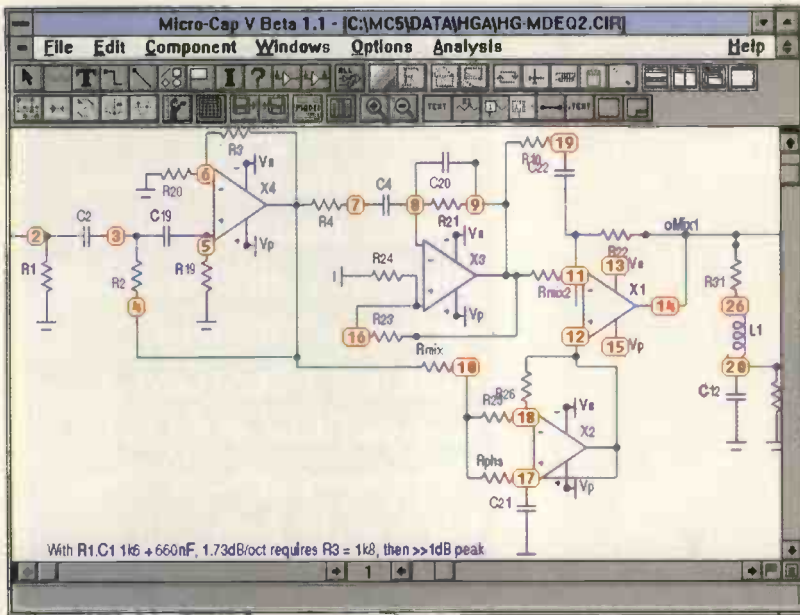 Micro-Cap V Beta 1.1 - [C:\MC5\DATA\HGA\HG-MDEQ2.CIR]
File Edit Component Windows Options Analysis Help
T I ? ALL
TEXT TEXT
R3 19
6 Vs R10 C22
R20 X4 C20
C2 C19 7 C4 8 9 oMix1
2 3 R4 R21 R22
5 Vp Vs 13 Vs
R1 R2 R19 R24 X3 11 X1 R31
4 Rmix2 14 26
R23 Vp 12 L1
16 Rmix 15 Vp
10 R26 28
R25 Vs C12
18 X2
Rphs 17 Vp
C21
With R1.C1 1k6 + 660nF, 1.73dB/oct requires R3 = 1k8, then >>1dB peak
1